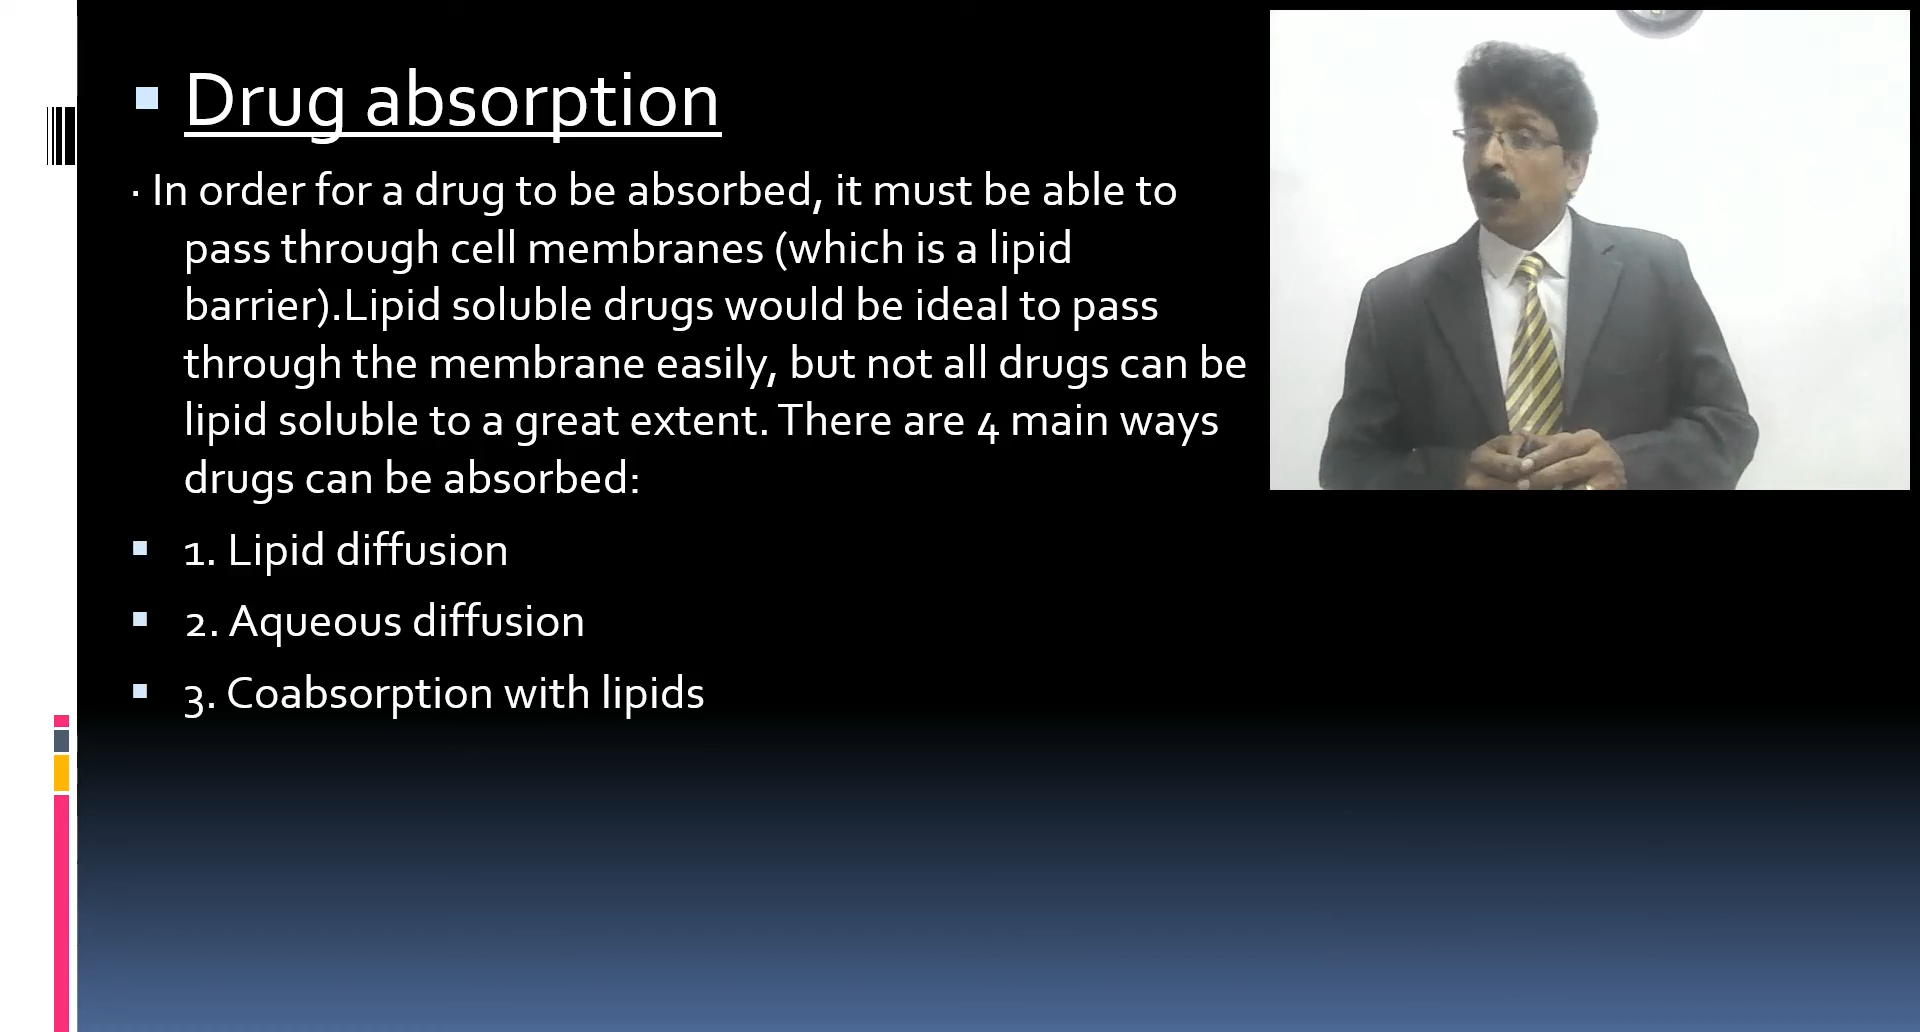 Drug absorption
· In order for a drug to be absorbed, it must be able to
pass through cell membranes (which is a lipid
barrier).Lipid soluble drugs would be ideal to pass
through the membrane easily, but not all drugs can be
lipid soluble to a great extent. There are 4 main ways
drugs can be absorbed:
1. Lipid diffusion
2. Aqueous diffusion
3. Coabsorption with lipids